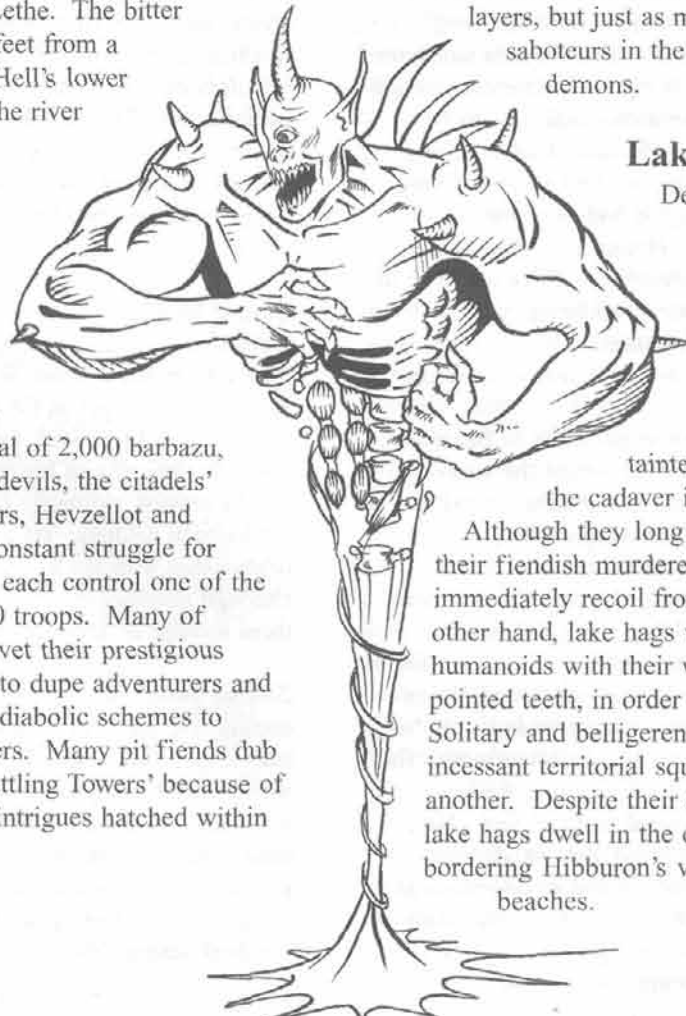 Lethe. The bitter
feet from a
Hell's lower
he river
al of 2,000 barbazu,
devils, the citadels'
rs, Hevzellot and
onstant struggle for
each control one of the
0 troops. Many of
vet their prestigious
to dupe adventurers and
diabolic schemes to
ers. Many pit fiends dub
ttling Towers' because of
intrigues hatched within
layers, but just as m
saboteurs in the
demons.
Lak
De
tainte
the cadaver i
Although they long
their fiendish murdere
immediately recoil fro
other hand, lake hags
humanoids with their
pointed teeth, in order
Solitary and belligeren
incessant territorial squ
another. Despite their
lake hags dwell in the
bordering Hibburon's v
beaches.